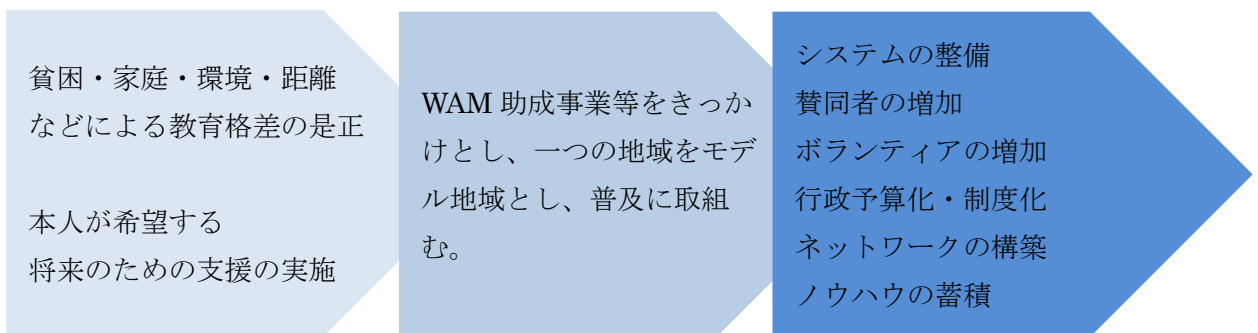 貧困・家庭・環境・距離
などによる教育格差の是正
本人が希望する
将来のための支援の実施
WAM 助成事業等をきっか
けとし、一つの地域をモデ
ル地域とし、普及に取組
む。
システムの整備
賛同者の増加
ボランティアの増加
行政予算化・制度化
ネットワークの構築
ノウハウの蓄積